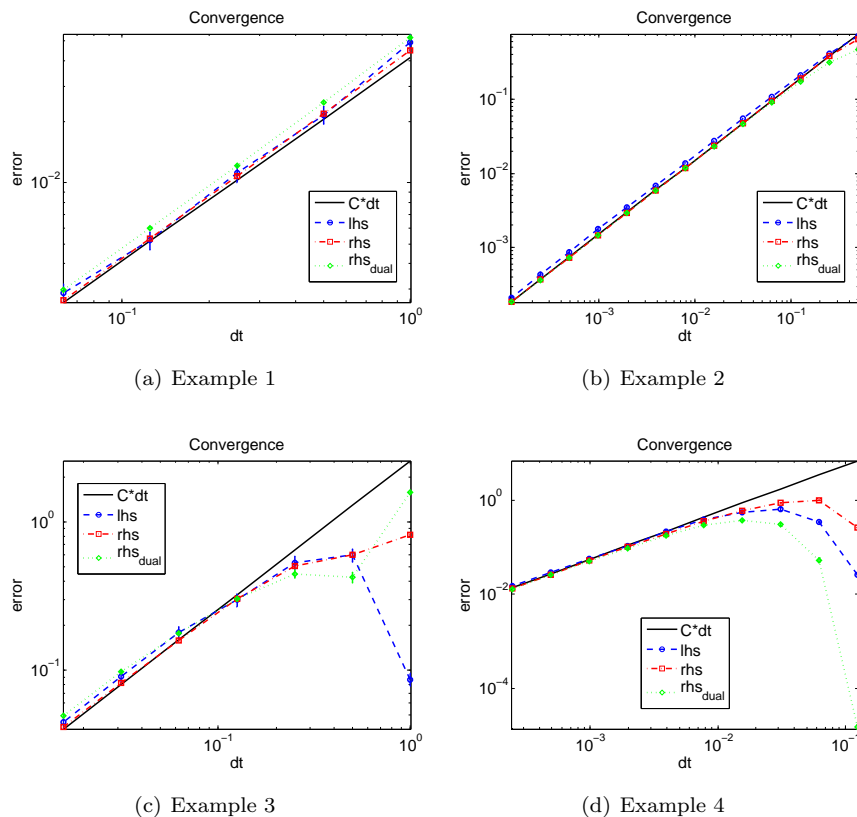 Convergence
10^-2
error
C*dt
lhs
rhs
rhs_dual
10^-1
10^0
dt
(a) Example 1
Convergence
10^-1
10^-2
10^-3
error
C*dt
lhs
rhs
rhs_dual
10^-3
10^-2
10^-1
dt
(b) Example 2
Convergence
10^0
10^-1
error
C*dt
lhs
rhs
rhs_dual
10^-1
10^0
dt
(c) Example 3
Convergence
10^0
10^-2
10^-4
error
C*dt
lhs
rhs
rhs_dual
10^-3
10^-2
10^-1
dt
(d) Example 4